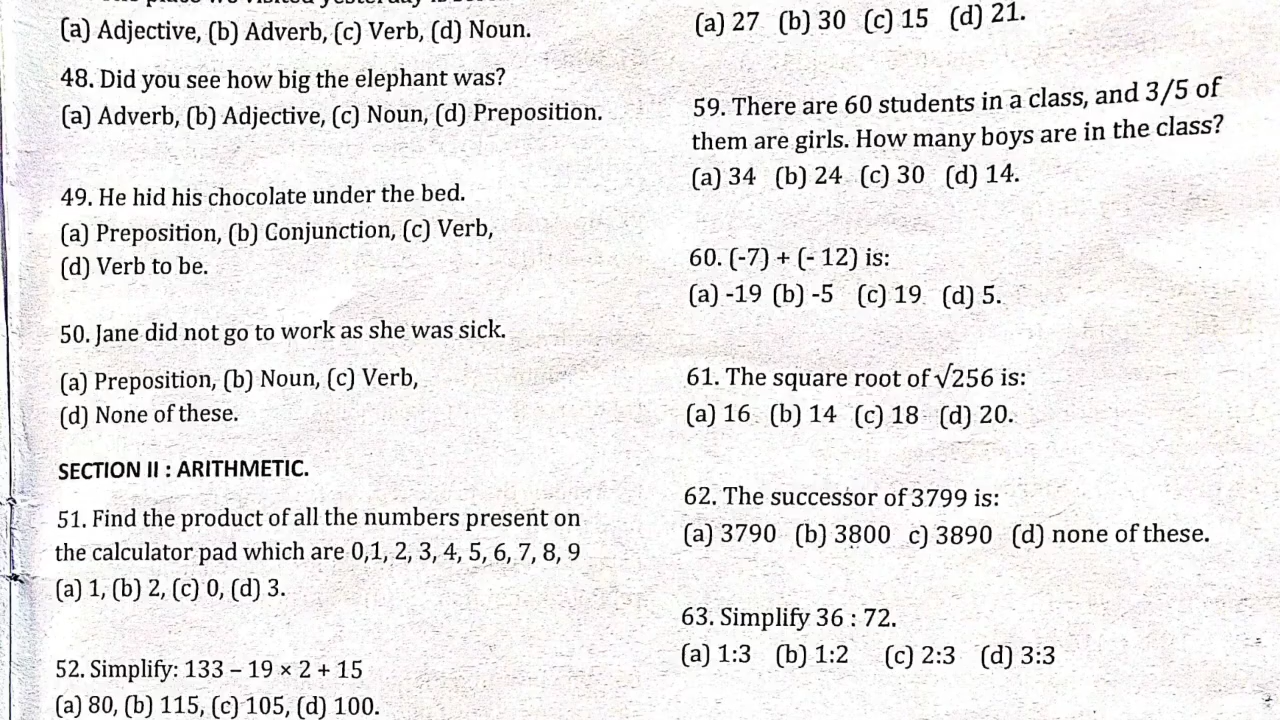 (a) Adjective, (b) Adverb, (c) Verb, (d) Noun.
48. Did you see how big the elephant was?
(a) Adverb, (b) Adjective, (c) Noun, (d) Preposition.
49. He hid his chocolate under the bed.
(a) Preposition, (b) Conjunction, (c) Verb,
(d) Verb to be.
50. Jane did not go to work as she was sick.
(a) Preposition, (b) Noun, (c) Verb,
(d) None of these.
SECTION II : ARITHMETIC.
51. Find the product of all the numbers present on
the calculator pad which are 0,1, 2, 3, 4, 5, 6, 7, 8, 9
(a) 1, (b) 2, (c) 0, (d) 3.
52. Simplify: 133 – 19 × 2 + 15
(a) 80, (b) 115, (c) 105, (d) 100.
(a) 27 (b) 30 (c) 15 (d) 21.
59. There are 60 students in a class, and 3/5 of
them are girls. How many boys are in the class?
(a) 34 (b) 24 (c) 30 (d) 14.
60. (-7) + (- 12) is:
(a) -19 (b) -5 (c) 19 (d) 5.
61. The square root of √256 is:
(a) 16 (b) 14 (c) 18 (d) 20.
62. The successor of 3799 is:
(a) 3790 (b) 3800 c) 3890 (d) none of these.
63. Simplify 36 : 72.
(a) 1:3 (b) 1:2 (c) 2:3 (d) 3:3